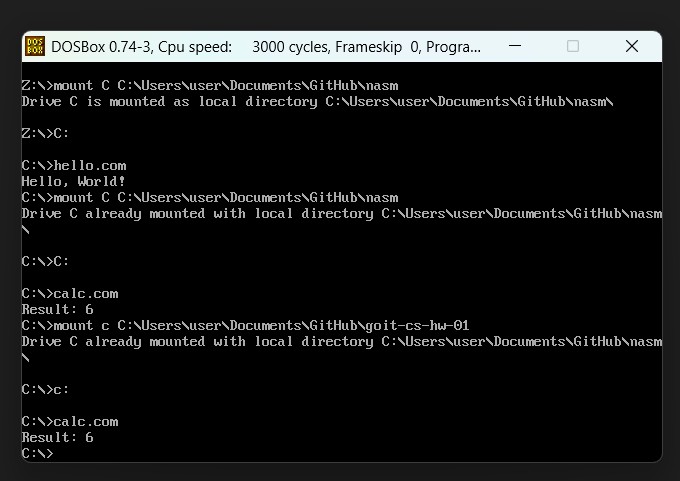 DOSBox 0.74-3, Cpu speed: 3000 cycles, Frameskip 0, Progra...
Z:\>mount C C:\Users\user\Documents\GitHub\nasm
Drive C is mounted as local directory C:\Users\user\Documents\GitHub\nasm\
Z:\>C:
C:\>hello.com
Hello, World!
C:\>mount C C:\Users\user\Documents\GitHub\nasm
Drive C already mounted with local directory C:\Users\user\Documents\GitHub\nasm
\
C:\>C:
C:\>calc.com
Result: 6
C:\>mount c C:\Users\user\Documents\GitHub\goit-cs-hw-01
Drive C already mounted with local directory C:\Users\user\Documents\GitHub\nasm
\
C:\>c:
C:\>calc.com
Result: 6
C:\>